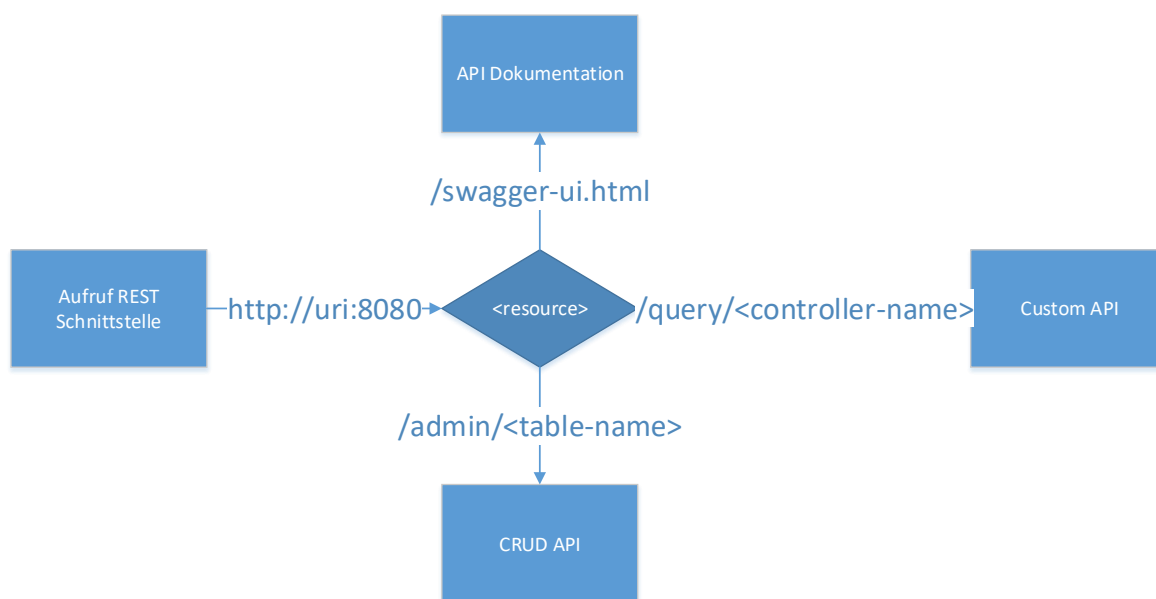 API Dokumentation
/swagger-ui.html
Aufruf REST
Schnittstelle
http://uri:8080
<resource>
/query/<controller-name>
Custom API
/admin/<table-name>
CRUD API